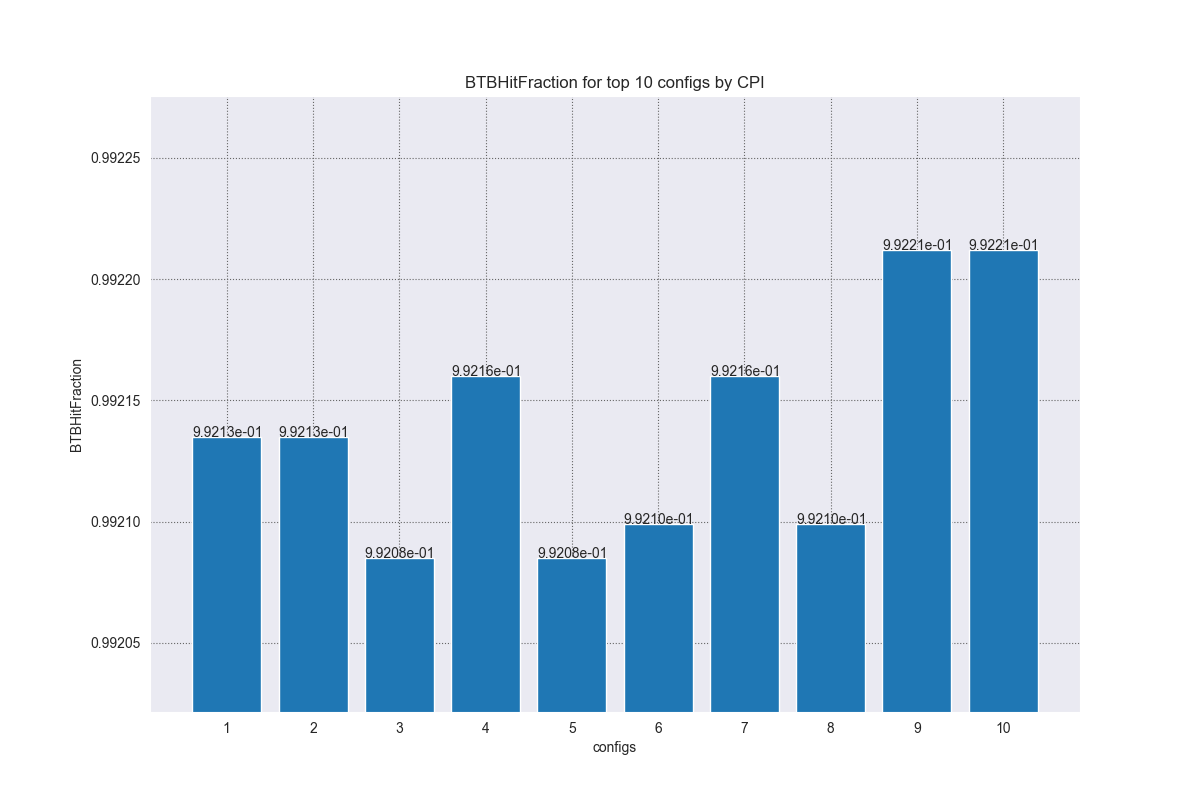 BTBHitFraction for top 10 configs by CPI
BTBHitFraction
0.99225
0.99220
0.99215
0.99210
0.99205
9.9213e-01
9.9213e-01
9.9208e-01
9.9216e-01
9.9208e-01
9.9210e-01
9.9216e-01
9.9210e-01
9.9221e-01
9.9221e-01
1 2 3 4 5 6 7 8 9 10
configs